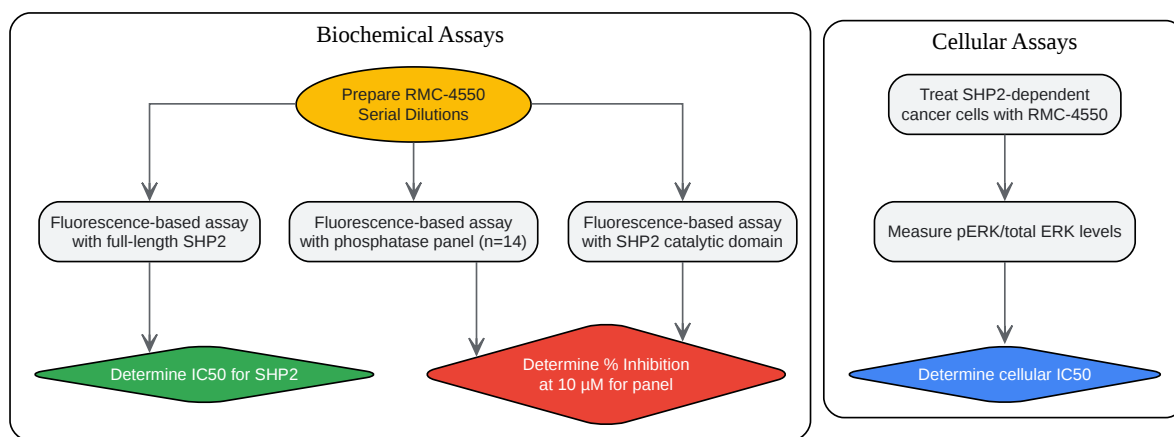 Biochemical Assays
Prepare RMC-4550
Serial Dilutions
Fluorescence-based assay
with full-length SHP2
Fluorescence-based assay
with phosphatase panel (n=14)
Fluorescence-based assay
with SHP2 catalytic domain
Determine IC50 for SHP2
Determine % Inhibition
at 10 µM for panel
Cellular Assays
Treat SHP2-dependent
cancer cells with RMC-4550
Measure pERK/total ERK levels
Determine cellular IC50